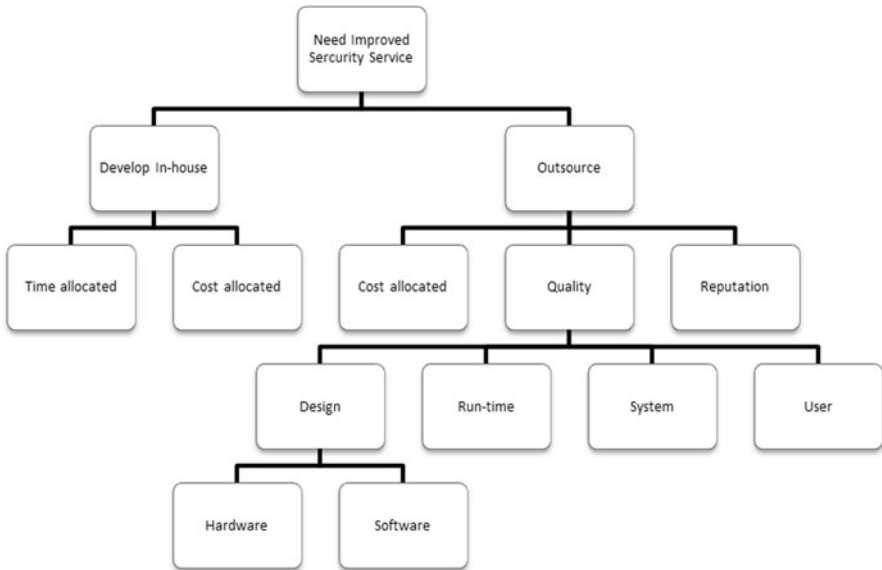 Need Improved
Sercurity Service
Develop In-house
Outsource
Time allocated
Cost allocated
Cost allocated
Quality
Reputation
Design
Run-time
System
User
Hardware
Software